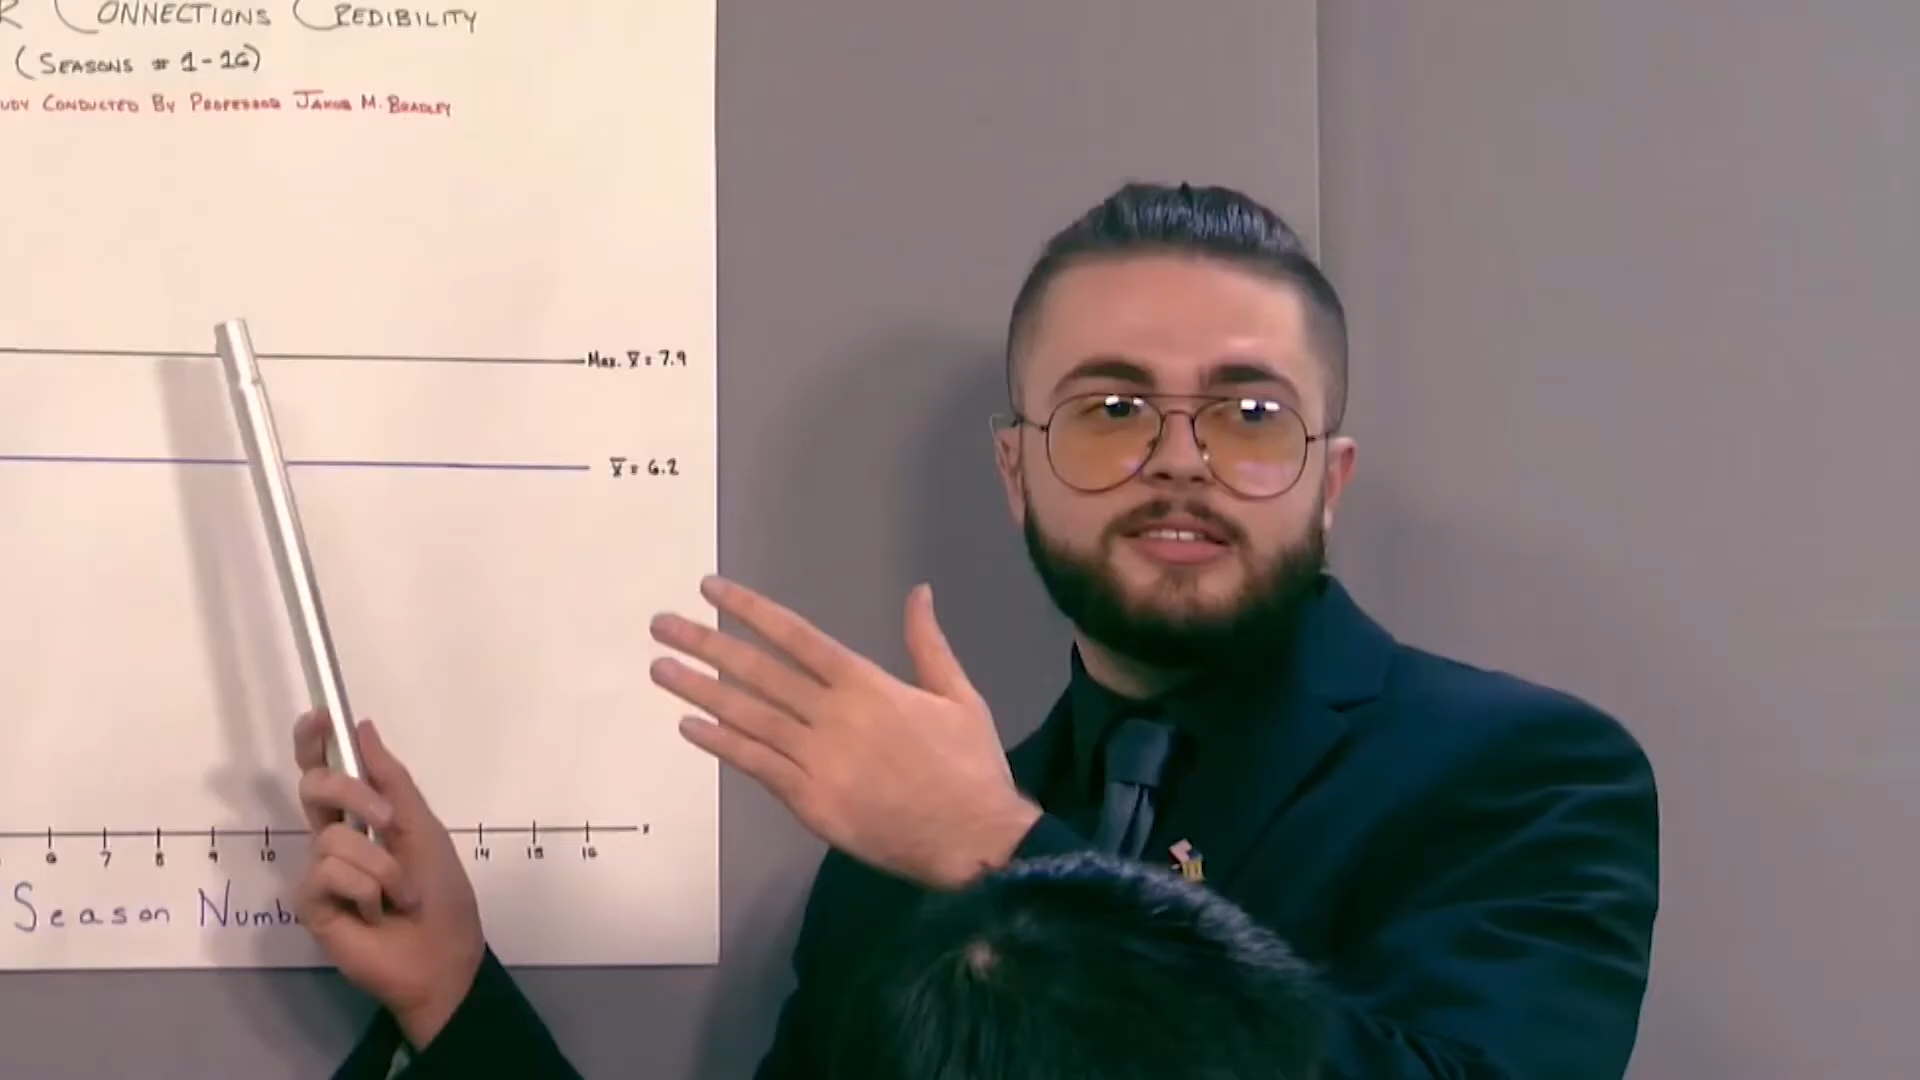 R CONNECTIONS CREDIBILITY
(SEASONS # 1-16)
UDY CONDUCTED BY PROFESSOR JAKOB M. BRADLEY
Max. x̅ = 7.9
x̅ = 6.2
6 7 8 9 10 14 15 16 x
Season Numb